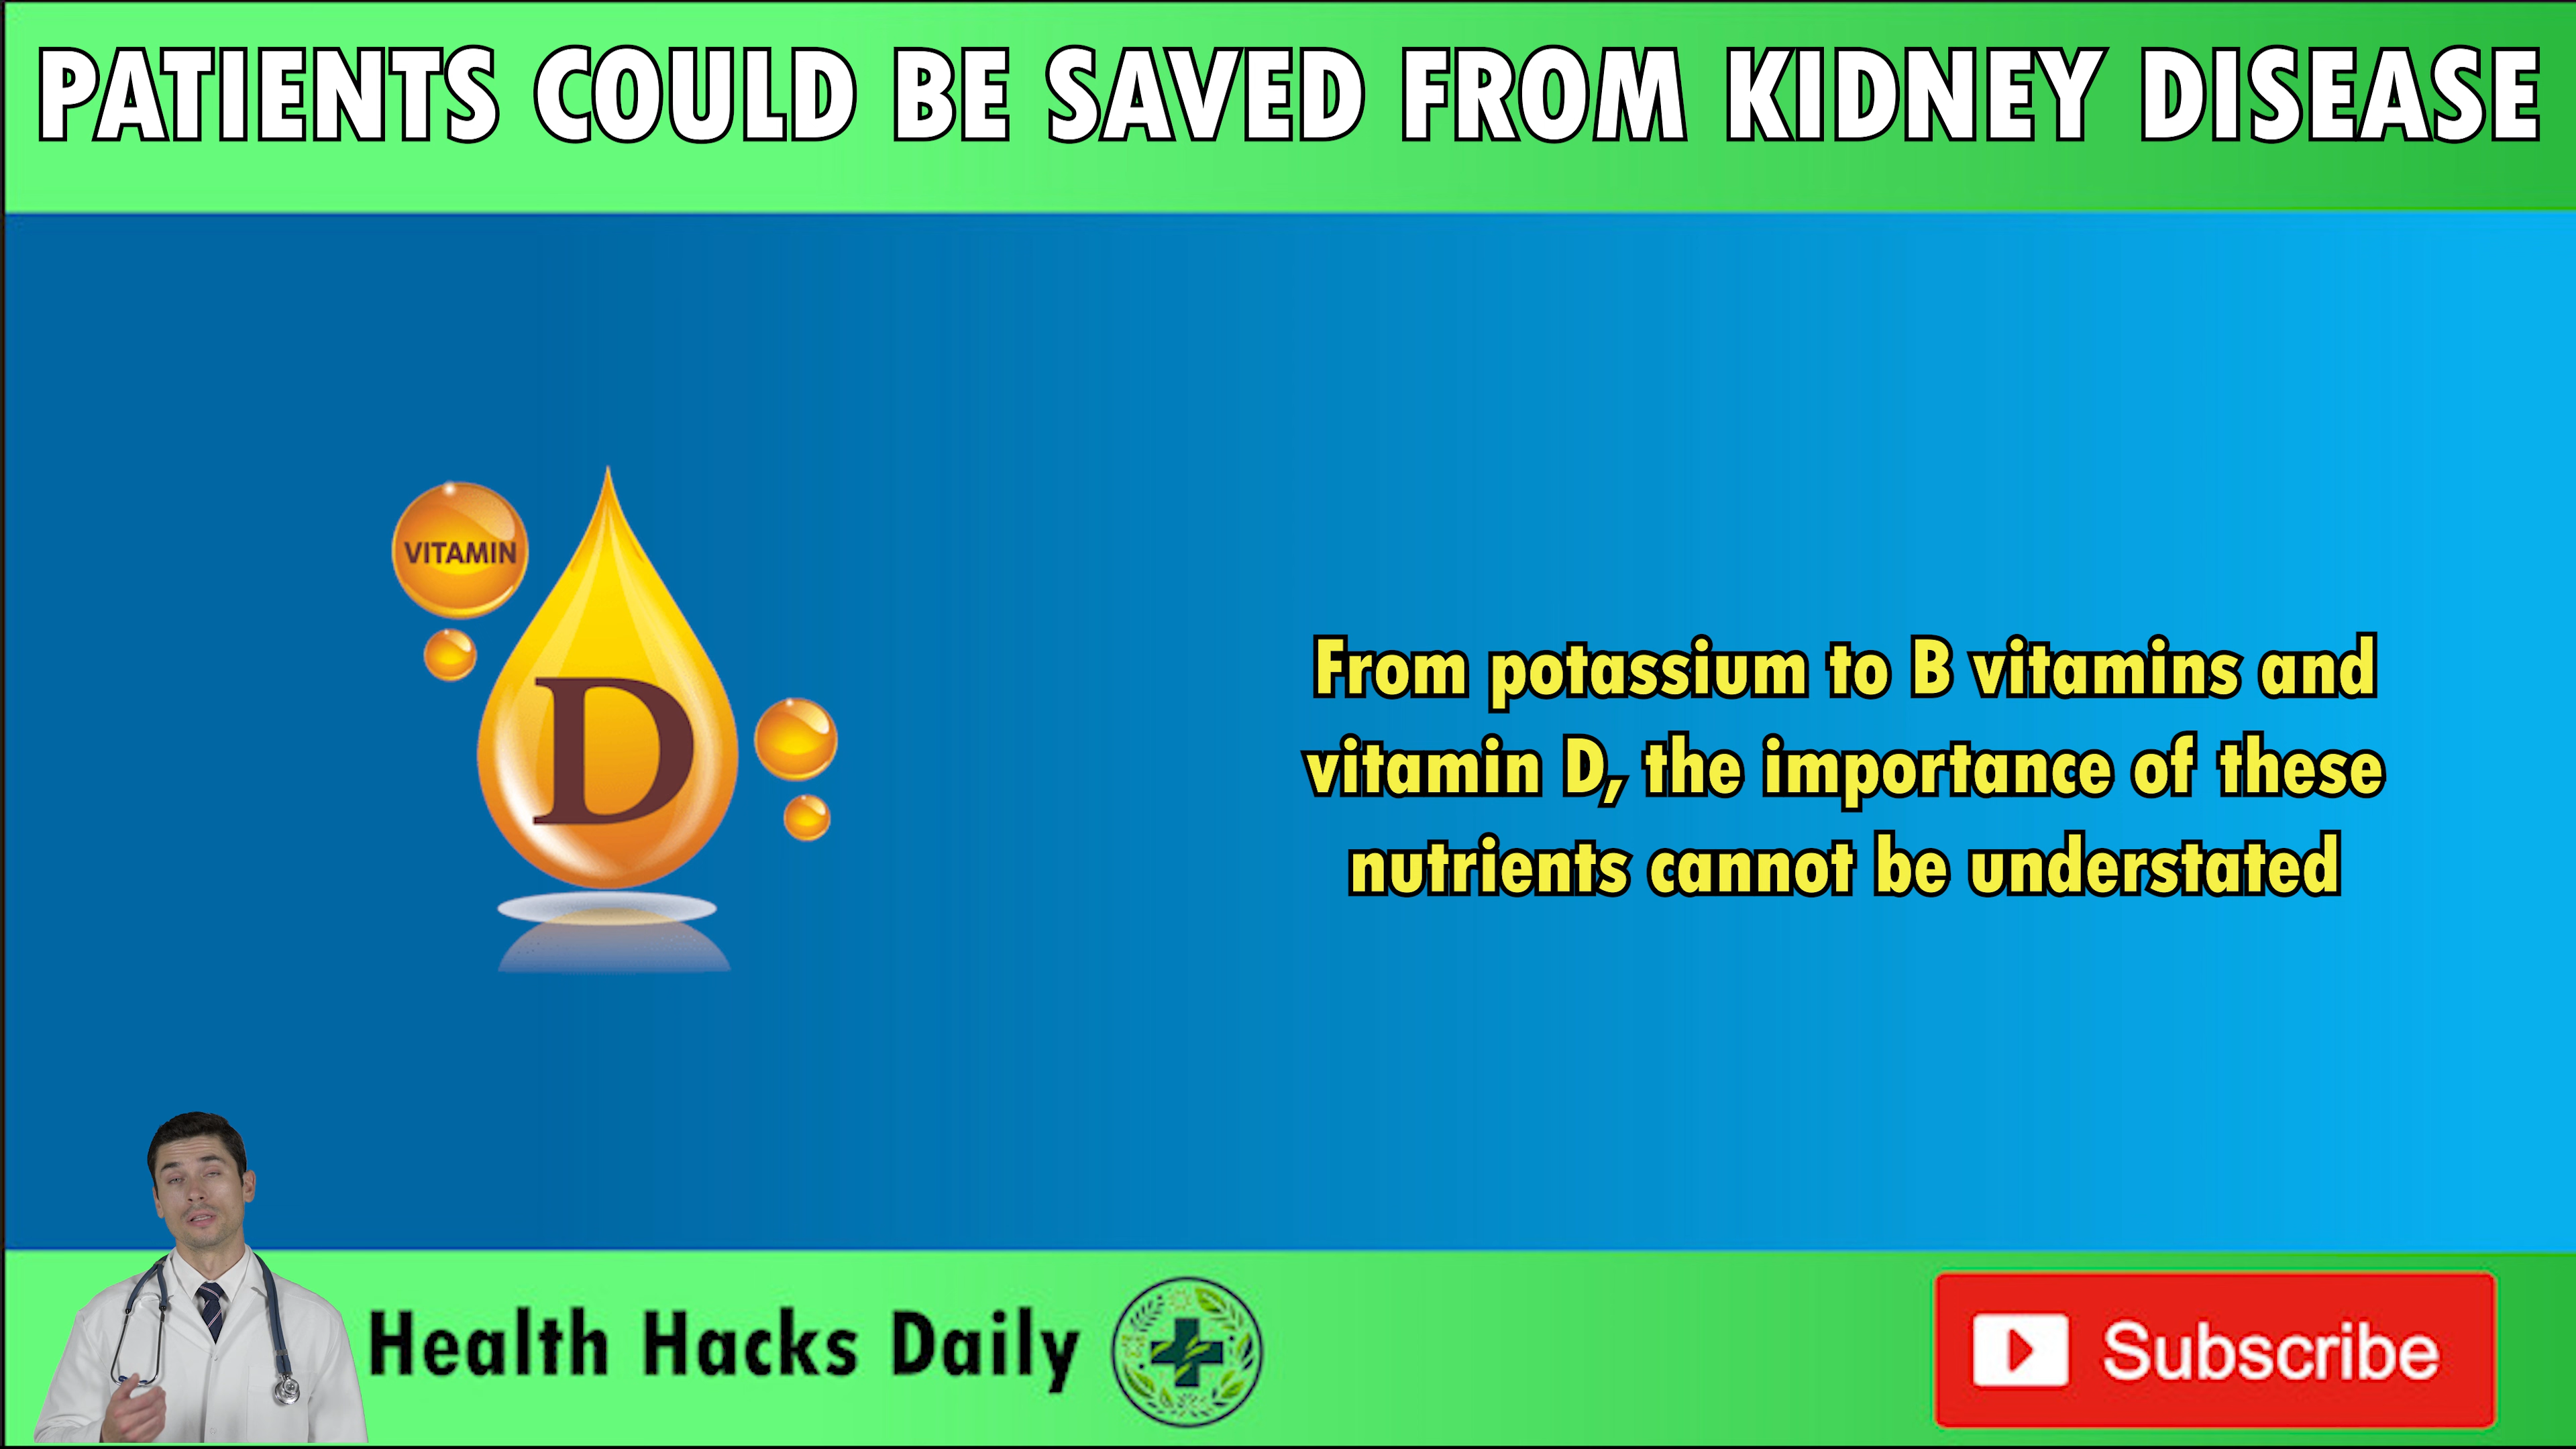 PATIENTS COULD BE SAVED FROM KIDNEY DISEASE
VITAMIN
D
From potassium to B vitamins and
vitamin D, the importance of these
nutrients cannot be understated
Health Hacks Daily
Subscribe